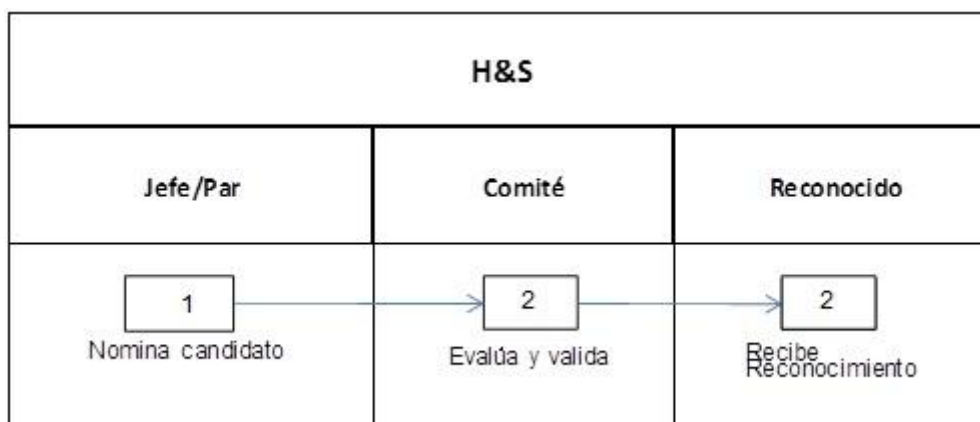 H&S
Jefe/Par
Comité
Reconocido
1
2
2
Nomina candidato
Evalúa y valida
Recibe
Reconocimiento